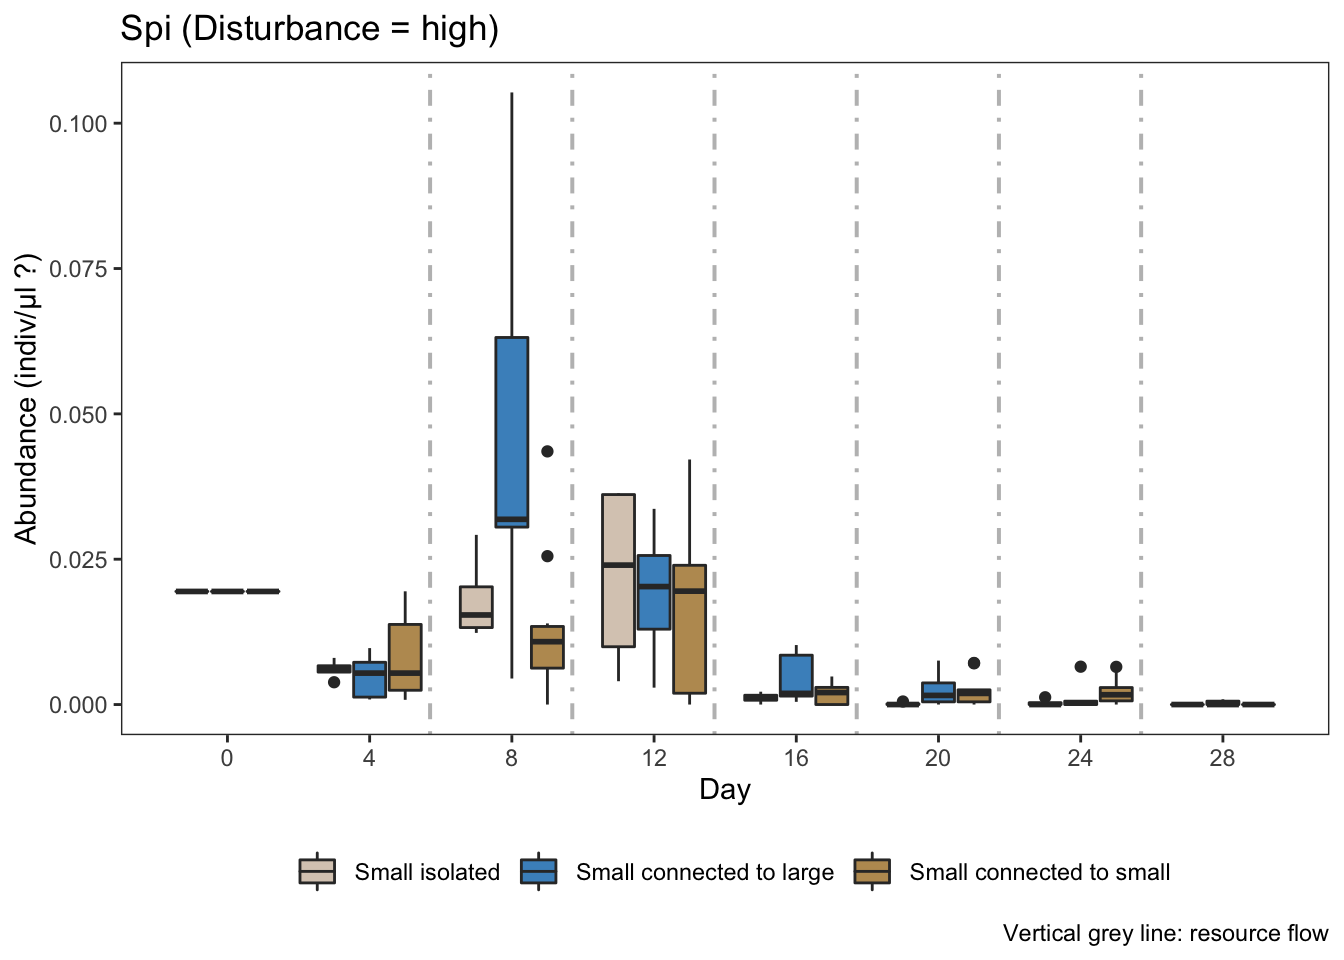 Spi (Disturbance = high)
Abundance (indiv/μl ?)
0.100
0.075
0.050
0.025
0.000
0 4 8 12 16 20 24 28
Day
Small isolated Small connected to large Small connected to small
Vertical grey line: resource flow